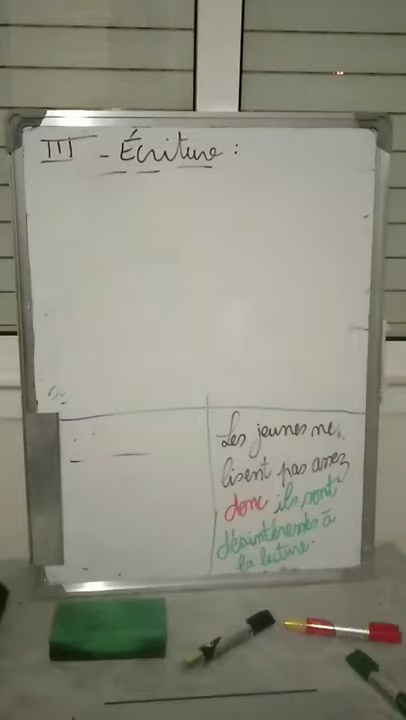 III - Écriture :
Les jeunes ne
lisent pas assez
donc ils sont
désintéressés à
la lecture.